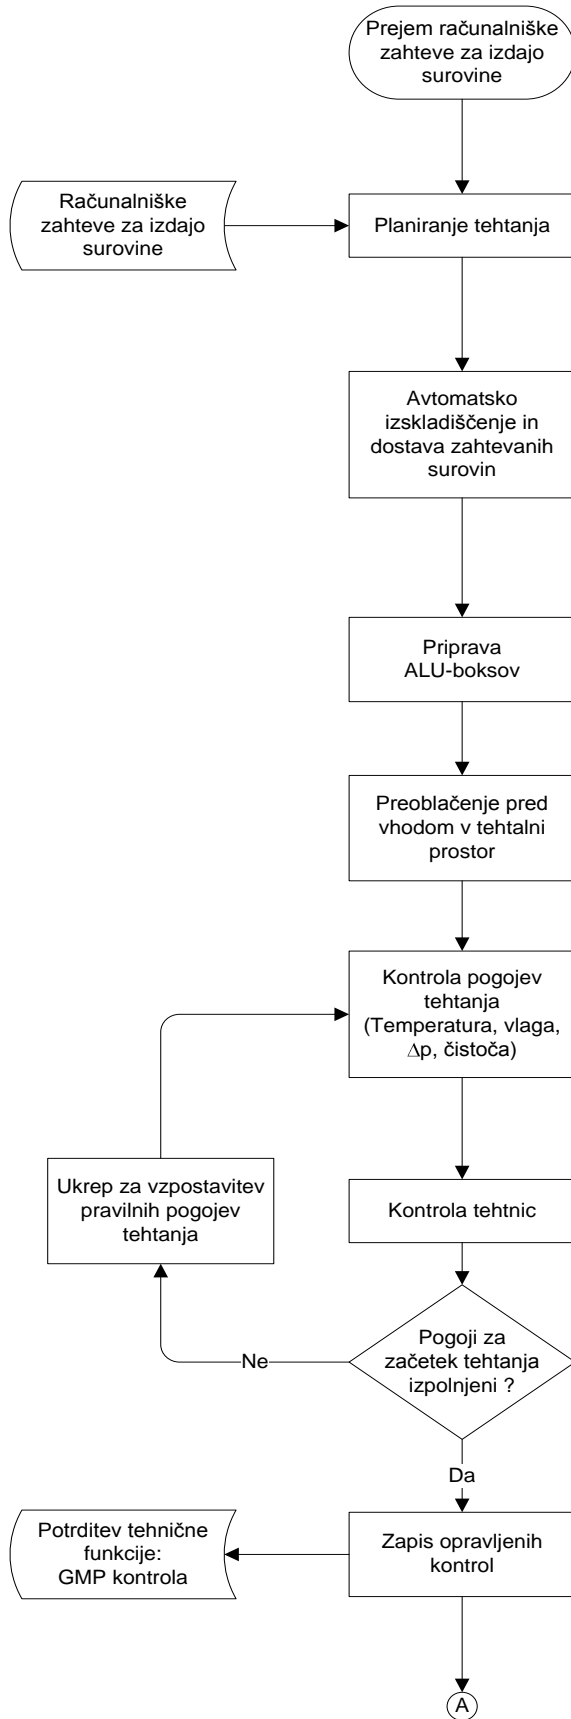 Prejem računalniške
zahteve za izdajo
surovine
Računalniške
zahteve za izdajo
surovine
Planiranje tehtanja
Avtomatsko
izskladiščenje in
dostava zahtevanih
surovin
Priprava
ALU-boksov
Preoblačenje pred
vhodom v tehtalni
prostor
Kontrola pogojev
tehtanja
(Temperatura, vlaga,
Δp, čistoča)
Ukrep za vzpostavitev
pravilnih pogojev
tehtanja
Kontrola tehtnic
Pogoji za
začetek tehtanja
izpolnjeni ?
Ne
Da
Potrditev tehnične
funkcije:
GMP kontrola
Zapis opravljenih
kontrol
A